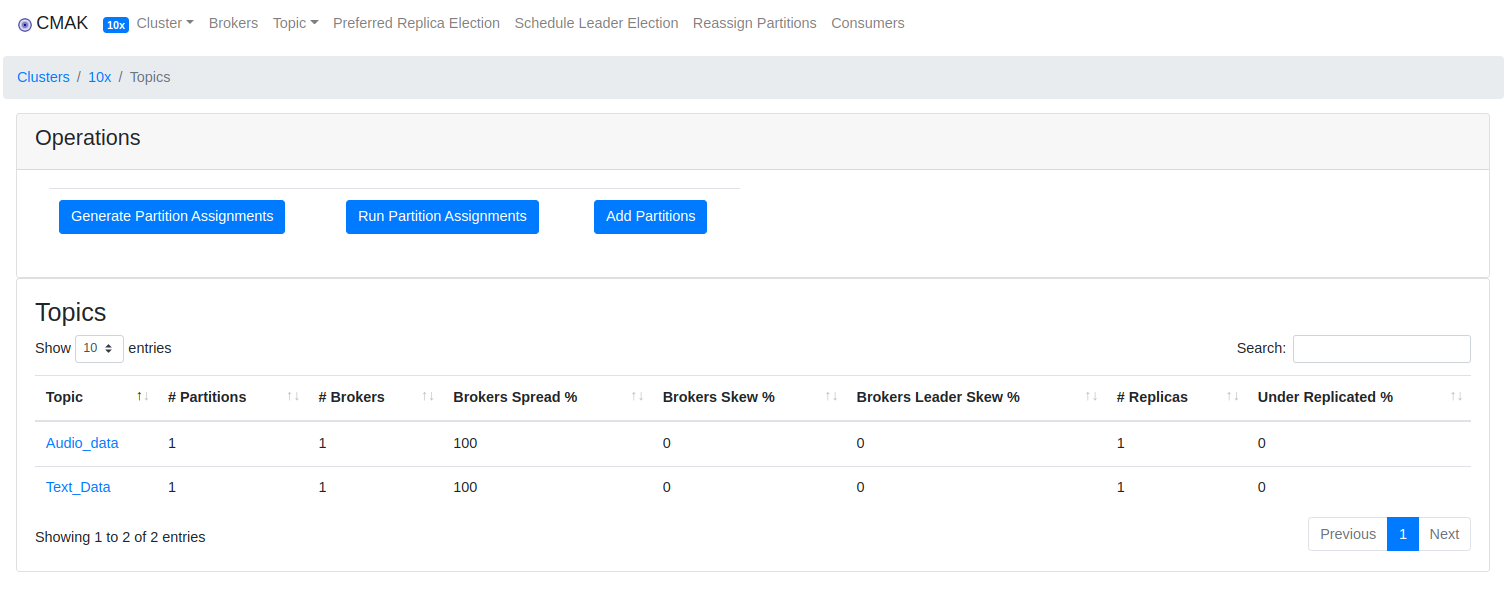 CMAK 10x Cluster Brokers Topic Preferred Replica Election Schedule Leader Election Reassign Partitions Consumers
Clusters / 10x / Topics
Operations
Generate Partition Assignments Run Partition Assignments Add Partitions
Topics
Show 10 entries Search:
Topic ↑↓ # Partitions ↑↓ # Brokers ↑↓ Brokers Spread % ↑↓ Brokers Skew % ↑↓ Brokers Leader Skew % ↑↓ # Replicas ↑↓ Under Replicated % ↑↓
Audio_data 1 1 100 0 0 1 0
Text_Data 1 1 100 0 0 1 0
Showing 1 to 2 of 2 entries Previous 1 Next